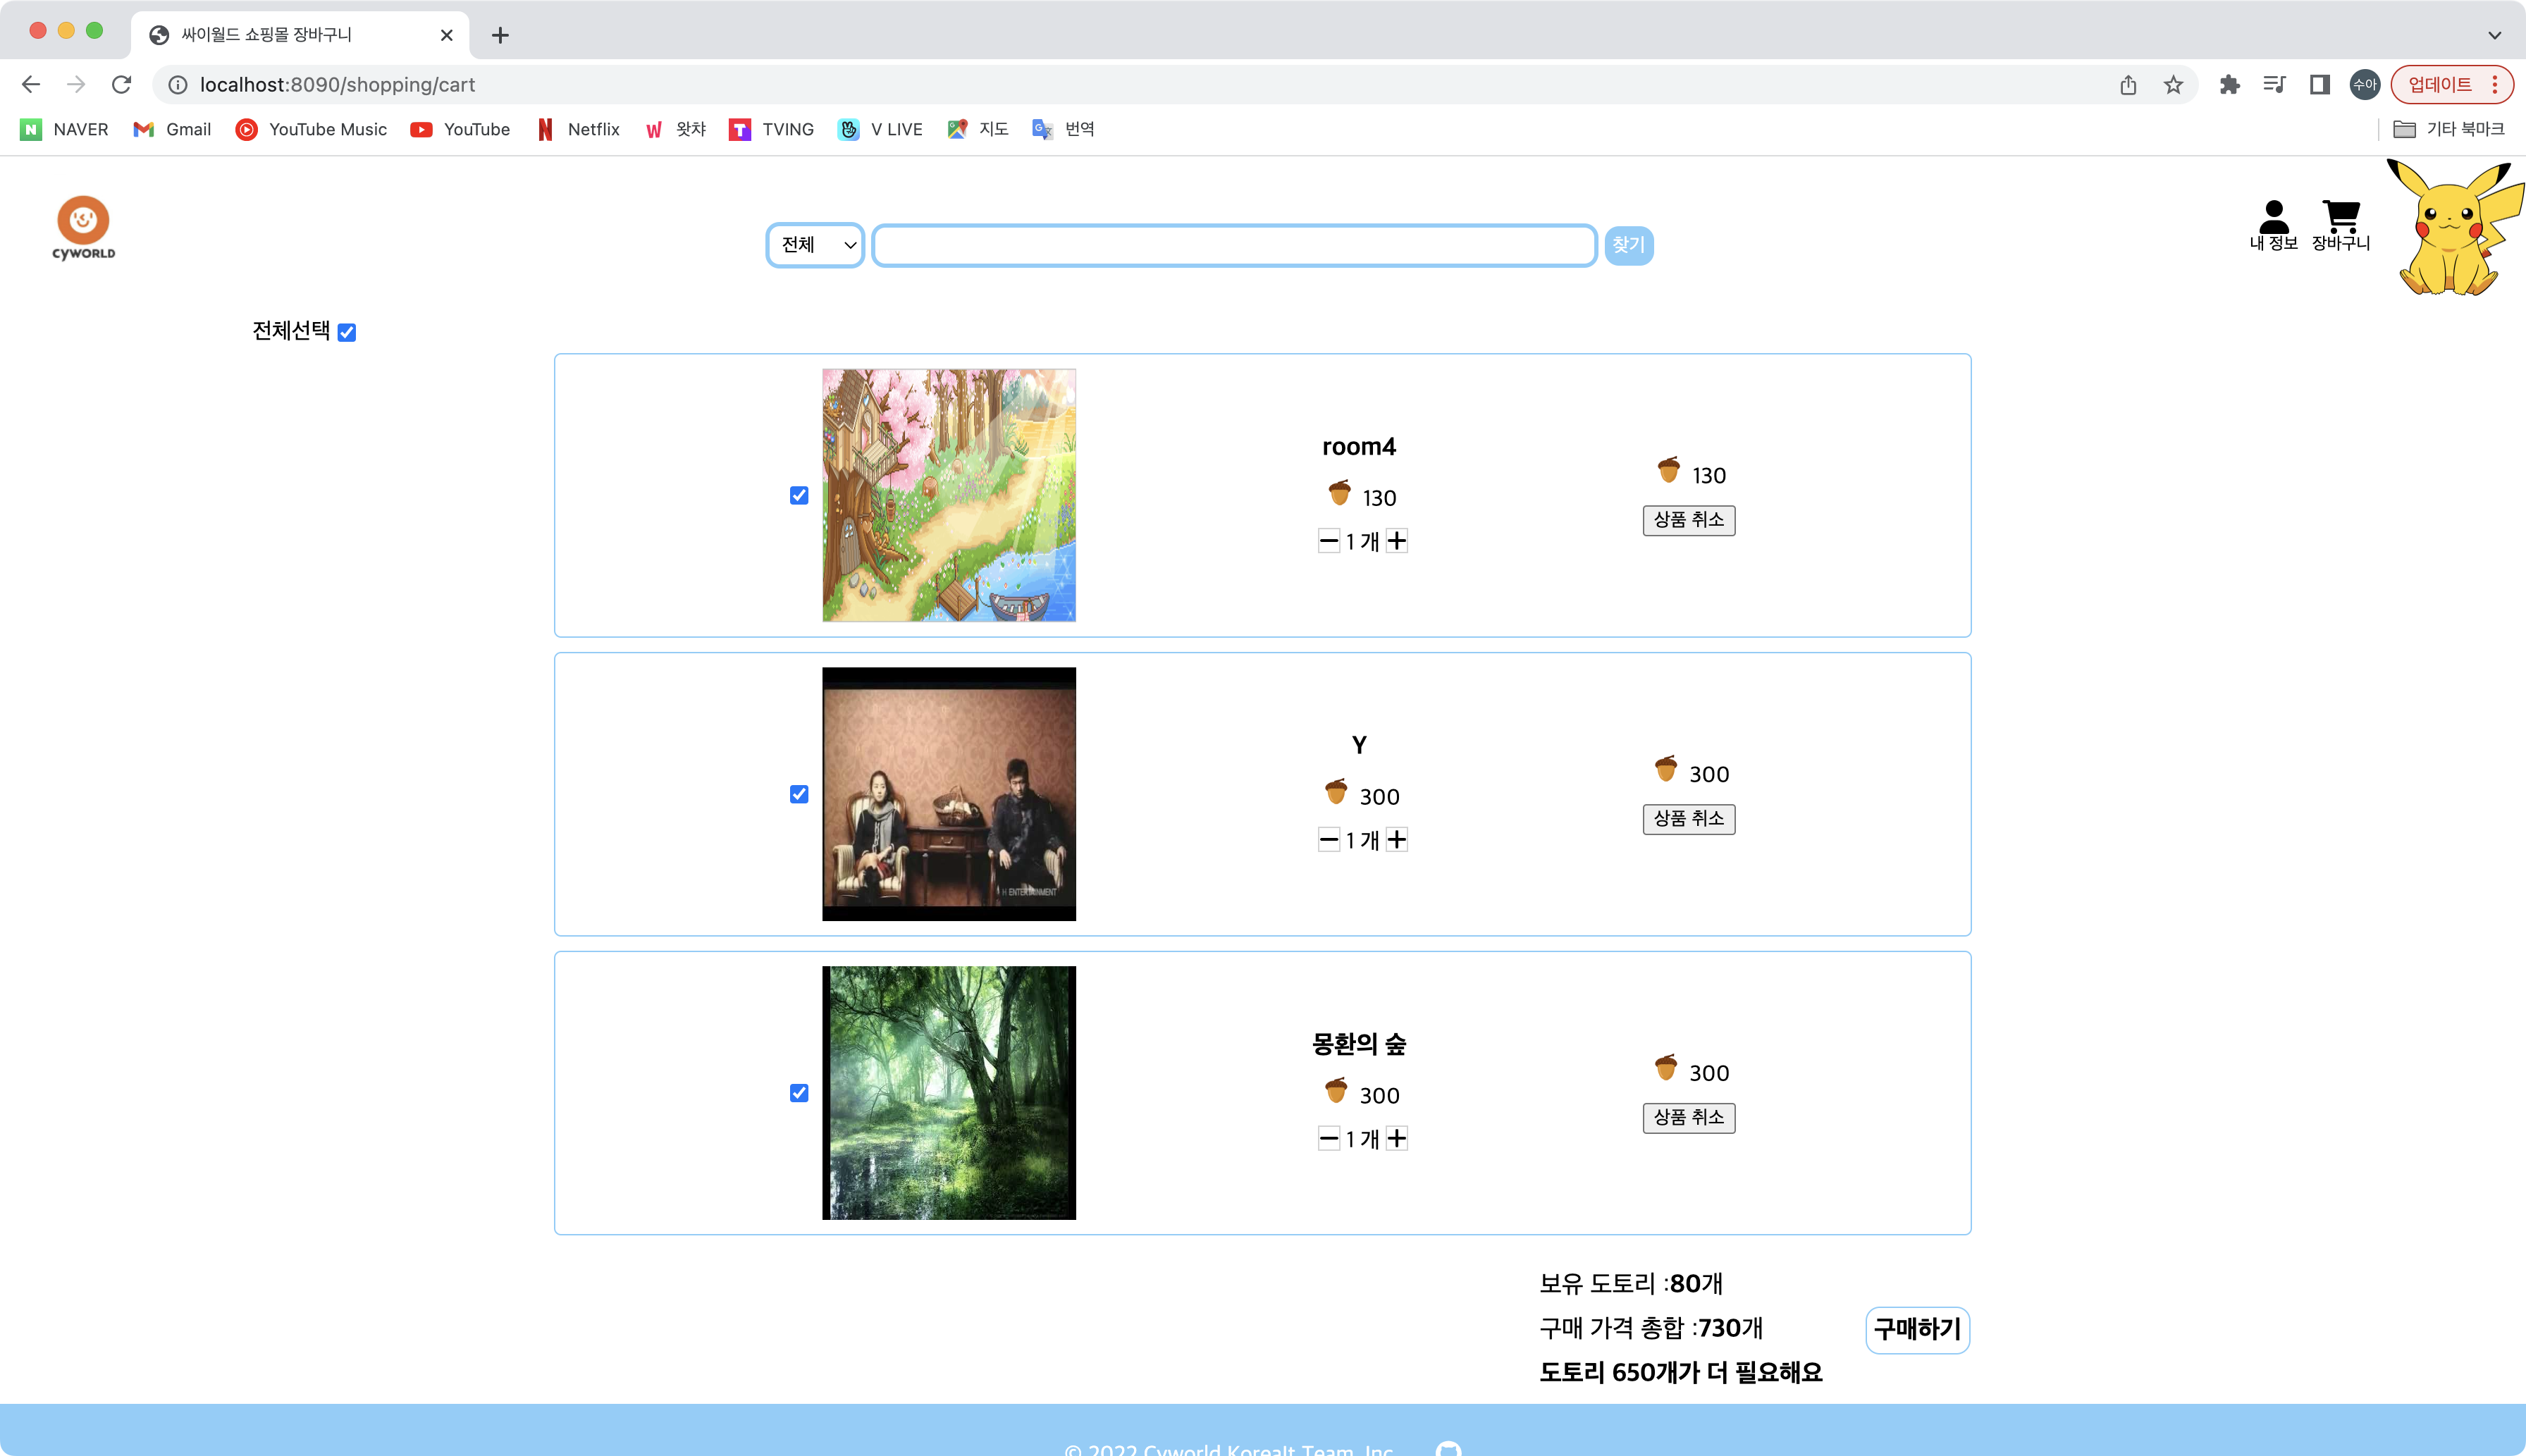 싸이월드 쇼핑몰 장바구니
localhost:8090/shopping/cart
수아
업데이트
NAVER
Gmail
YouTube Music
YouTube
Netflix
왓챠
TVING
V LIVE
지도
번역
기타 북마크
CYWORLD
전체
찾기
내 정보
장바구니
전체선택
room4
130
1 개
130
상품 취소
Y
300
1 개
300
상품 취소
H ENTERTAINMENT
몽환의 숲
300
1 개
300
상품 취소
보유 도토리 :80개
구매 가격 총합 :730개
구매하기
도토리 650개가 더 필요해요
© 2022 Cyworld KoreaIt Team, Inc.